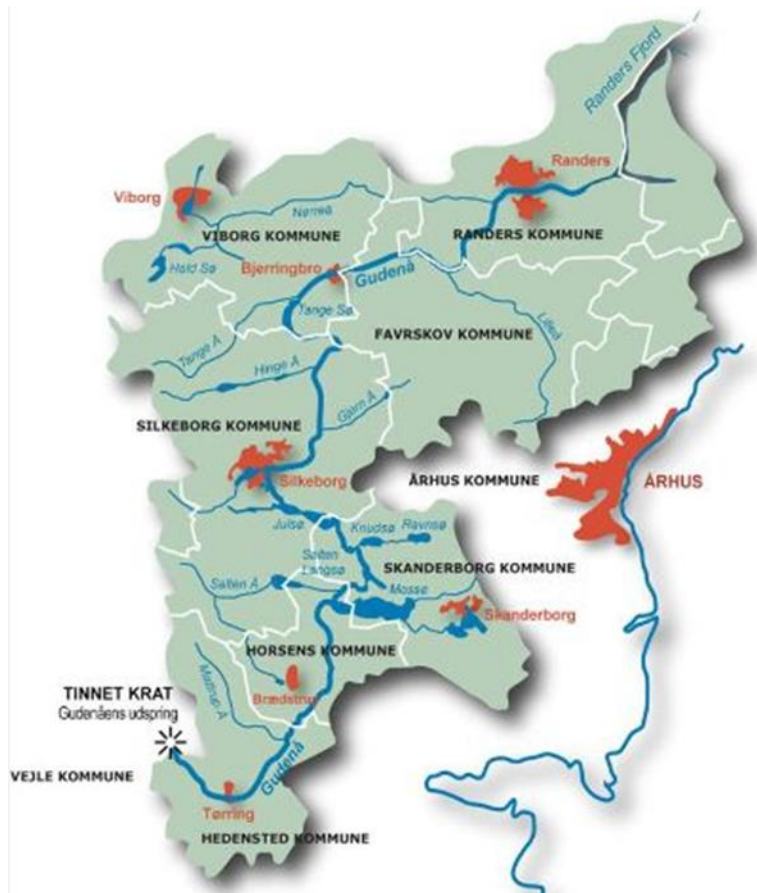 Randers Fjord
Randers
Viborg
Nørreå
VIBORG KOMMUNE
RANDERS KOMMUNE
Hald Sø
Bjerringbro
Gudenå
Tange Sø
FAVRSKOV KOMMUNE
Lilleå
Tange Å
Hinge Å
Gjern Å
SILKEBORG KOMMUNE
Silkeborg
ÅRHUS KOMMUNE
ÅRHUS
Julsø
Knudsø
Ravnsø
Salten
Langsø
SKANDERBORG KOMMUNE
Salten Å
Mossø
Skanderborg
HORSENS KOMMUNE
Mattrup Å
Brædstrup
TINNET KRAT
Gudenåens udspring
Gudenå
VEJLE KOMMUNE
Tørring
HEDENSTED KOMMUNE